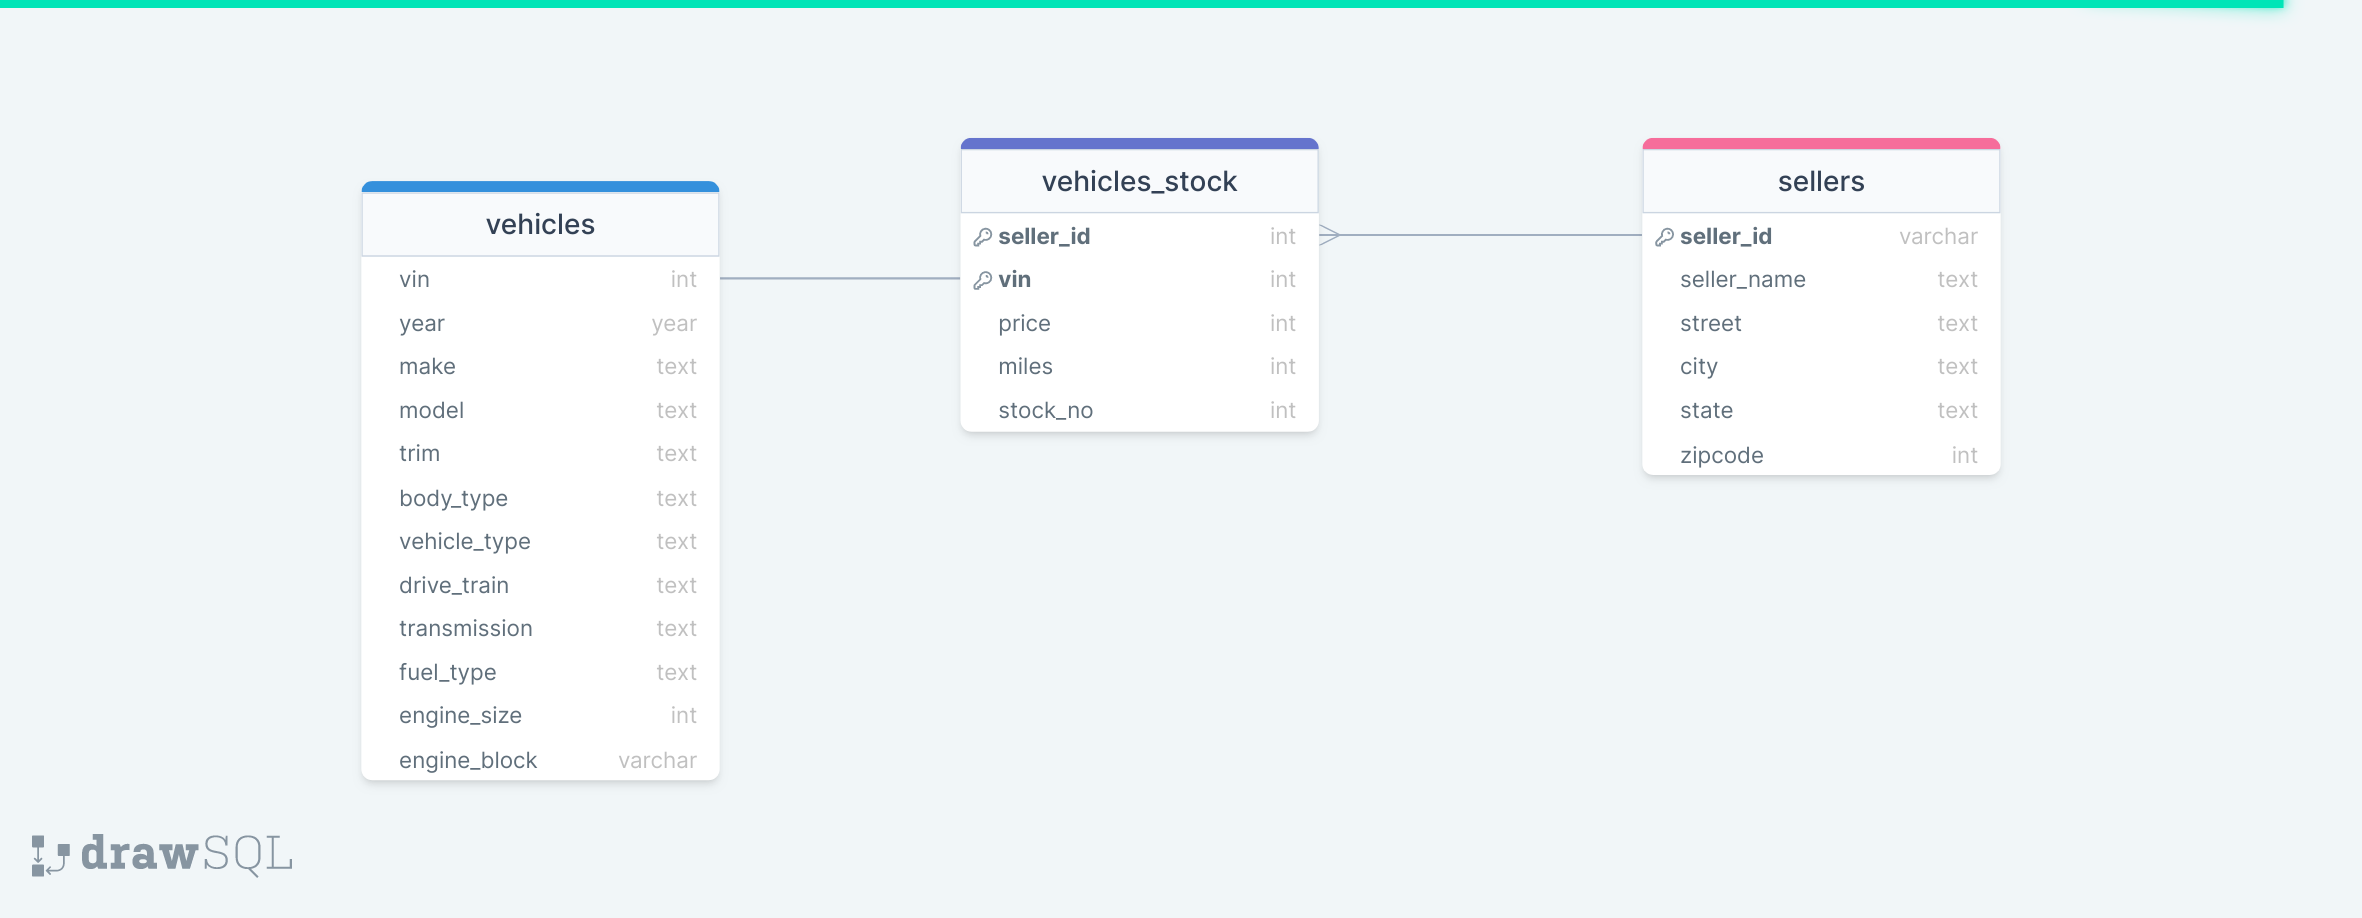 vehicles
vin int
year year
make text
model text
trim text
body_type text
vehicle_type text
drive_train text
transmission text
fuel_type text
engine_size int
engine_block varchar
vehicles_stock
seller_id int
vin int
price int
miles int
stock_no int
sellers
seller_id varchar
seller_name text
street text
city text
state text
zipcode int
drawSQL